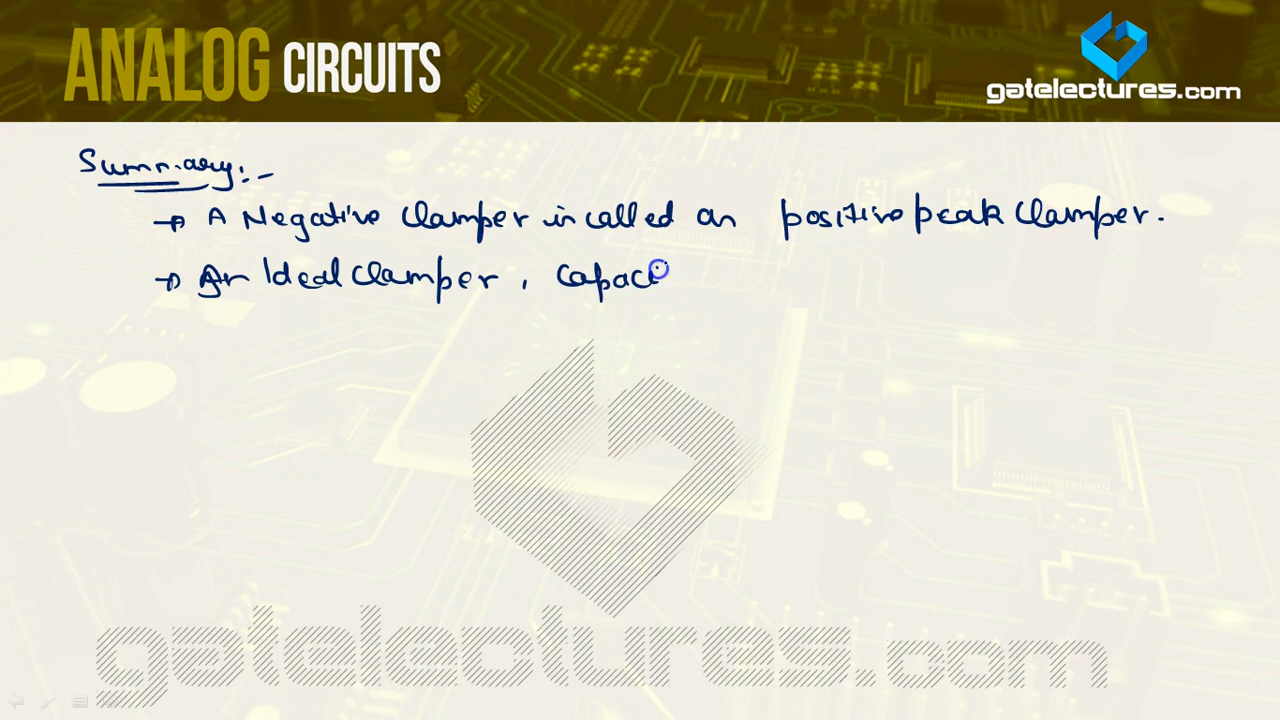 ANALOG CIRCUITS
gatelectures.com
Summary:-
→ A Negative Clamper is called as positive peak Clamper.
→ An Ideal Clamper, Capaci
gatelectures.com